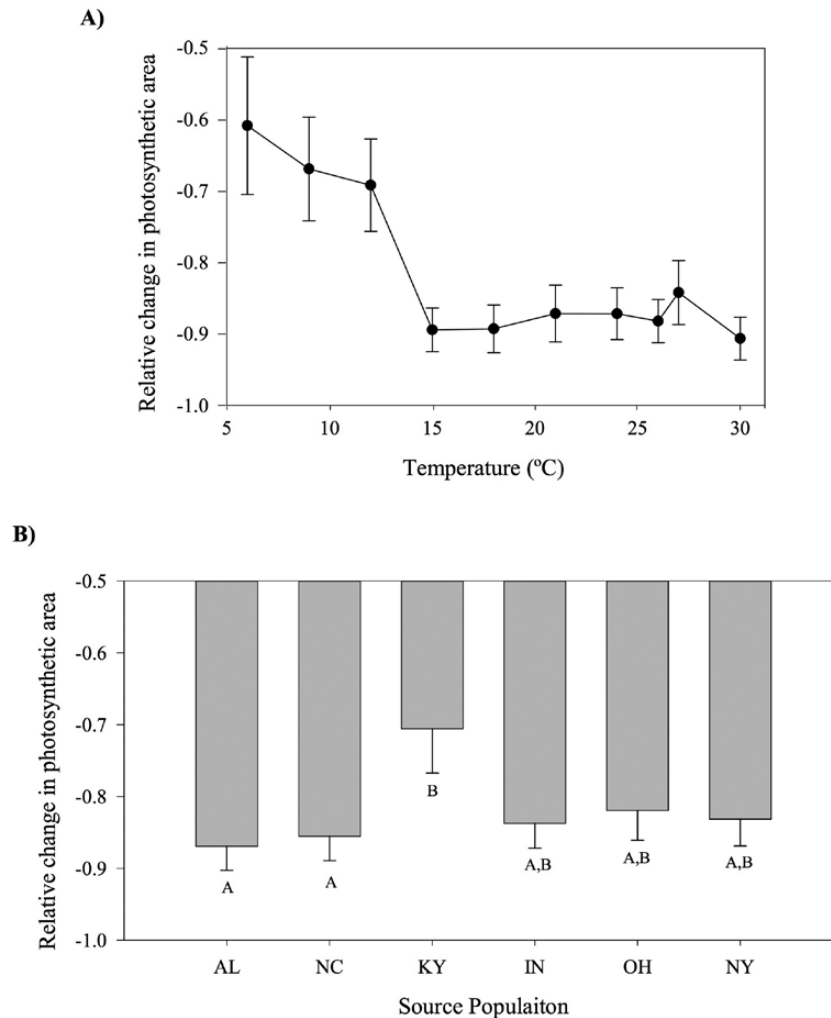 A)
Relative change in photosynthetic area
-0.5
-0.6
-0.7
-0.8
-0.9
-1.0
5 10 15 20 25 30
Temperature (ºC)
B)
Relative change in photosynthetic area
-0.5
-0.6
-0.7
-0.8
-0.9
-1.0
A A B A,B A,B A,B
AL NC KY IN OH NY
Source Populaiton